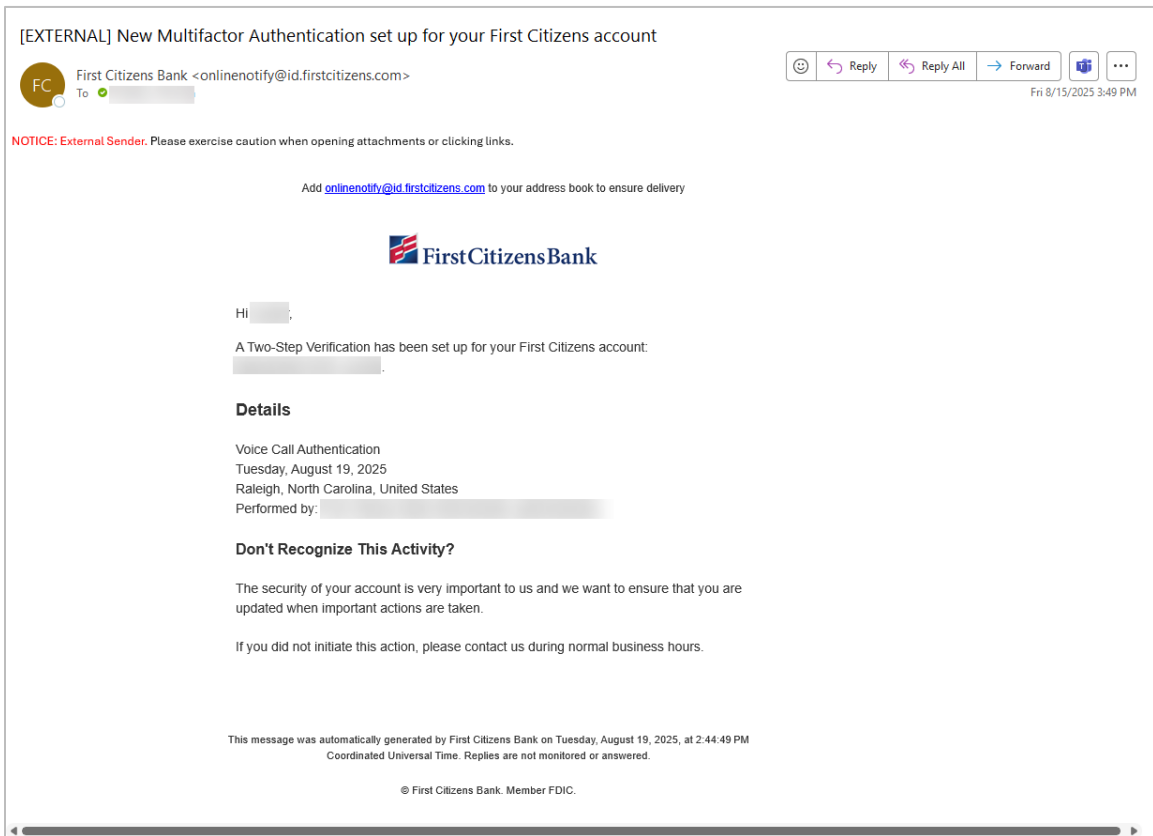 [EXTERNAL] New Multifactor Authentication set up for your First Citizens account
FC
First Citizens Bank <onlinenotify@id.firstcitizens.com>
To
Reply
Reply All
Forward
Fri 8/15/2025 3:49 PM
NOTICE: External Sender. Please exercise caution when opening attachments or clicking links.
Add onlinenotify@id.firstcitizens.com to your address book to ensure delivery
First Citizens Bank
Hi ,
A Two-Step Verification has been set up for your First Citizens account:
.
Details
Voice Call Authentication
Tuesday, August 19, 2025
Raleigh, North Carolina, United States
Performed by:
Don't Recognize This Activity?
The security of your account is very important to us and we want to ensure that you are
updated when important actions are taken.
If you did not initiate this action, please contact us during normal business hours.
This message was automatically generated by First Citizens Bank on Tuesday, August 19, 2025, at 2:44:49 PM
Coordinated Universal Time. Replies are not monitored or answered.
© First Citizens Bank. Member FDIC.